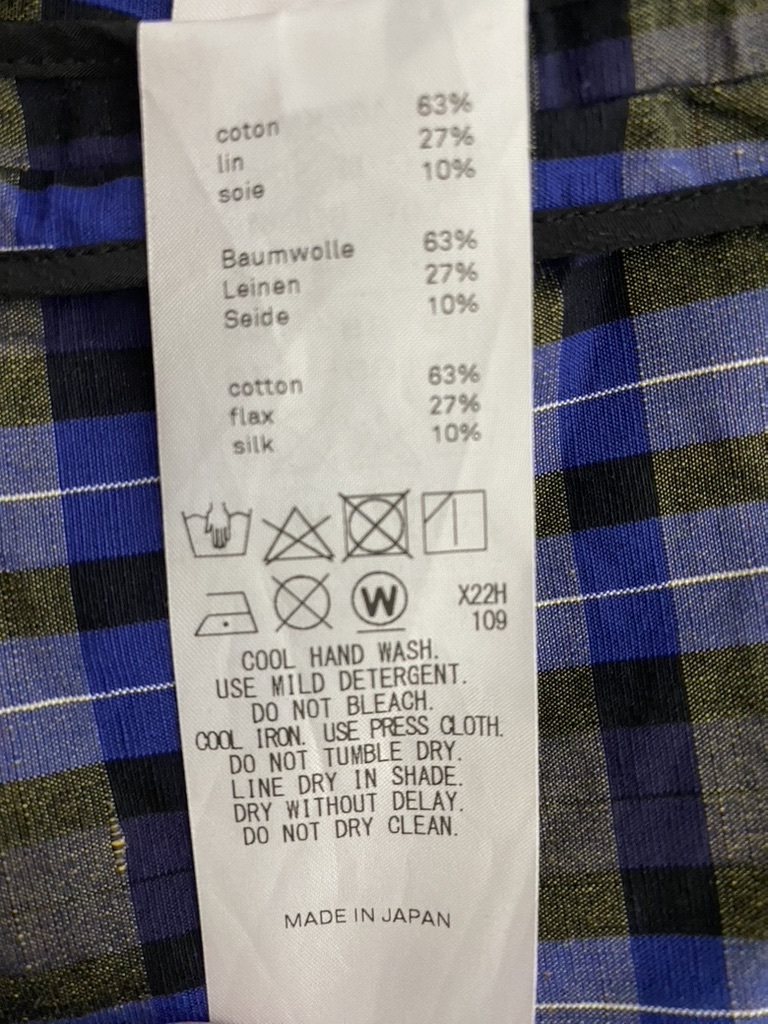 coton 63%
lin 27%
soie 10%
Baumwolle 63%
Leinen 27%
Seide 10%
cotton 63%
flax 27%
silk 10%
W X22H
109
COOL HAND WASH.
USE MILD DETERGENT.
DO NOT BLEACH.
COOL IRON. USE PRESS CLOTH.
DO NOT TUMBLE DRY.
LINE DRY IN SHADE.
DRY WITHOUT DELAY.
DO NOT DRY CLEAN.
MADE IN JAPAN